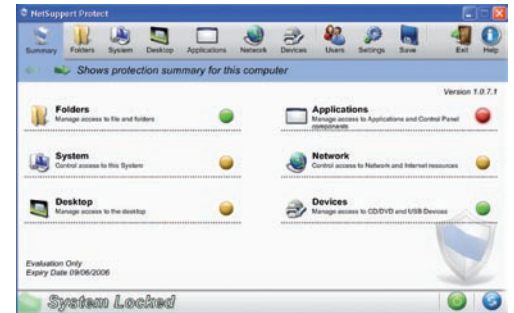 NetSupport Protect
Summary Folders System Desktop Applications Network Devices Users Settings Save Exit Help
Shows protection summary for this computer
Version 1.0.7.1
Folders
Manage access to file and folders
Applications
Manage access to Applications and Control Panel
components
System
Control access to this System
Network
Control access to Network and Internet resources
Desktop
Manage access to the desktop
Devices
Manage access to CD/DVD and USB Devices
Evaluation Only
Expiry Date 09/06/2006
System Locked